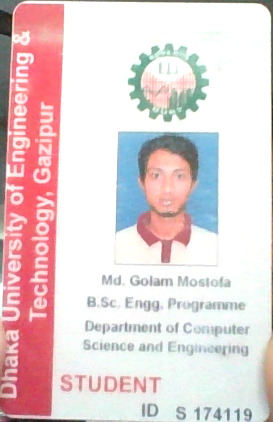 Dhaka University of Engineering &
Technology, Gazipur
Md. Golam Mostofa
B.Sc. Engg. Programme
Department of Computer
Science and Engineering
STUDENT
ID S 174119